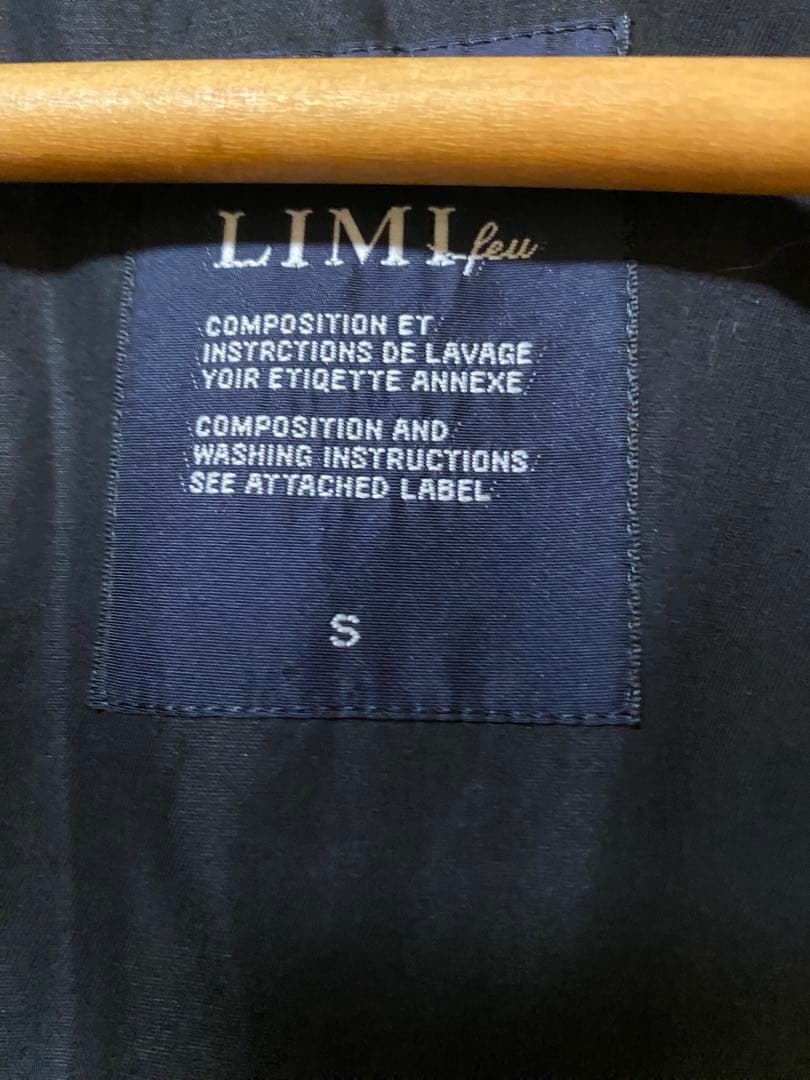 LIMI feu
COMPOSITION ET
INSTRCTIONS DE LAVAGE
YOIR ETIQETTE ANNEXE
COMPOSITION AND
WASHING INSTRUCTIONS
SEE ATTACHED LABEL
S